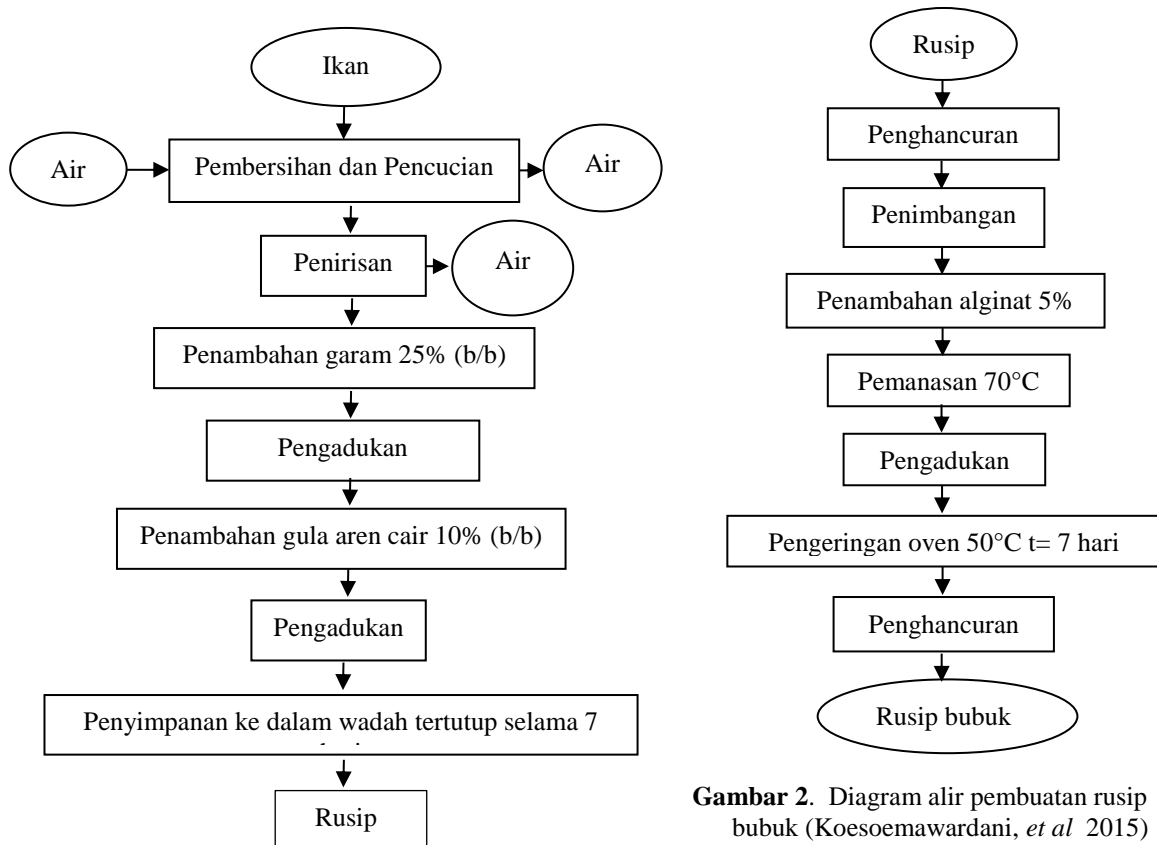 Ikan
Air
Pembersihan dan Pencucian
Air
Penirisan
Air
Penambahan garam 25% (b/b)
Pengadukan
Penambahan gula aren cair 10% (b/b)
Pengadukan
Penyimpanan ke dalam wadah tertutup selama 7
Rusip
Rusip
Penghancuran
Penimbangan
Penambahan alginat 5%
Pemanasan 70°C
Pengadukan
Pengeringan oven 50°C t= 7 hari
Penghancuran
Rusip bubuk
Gambar 2. Diagram alir pembuatan rusip
bubuk (Koesoemawardani, et al 2015)